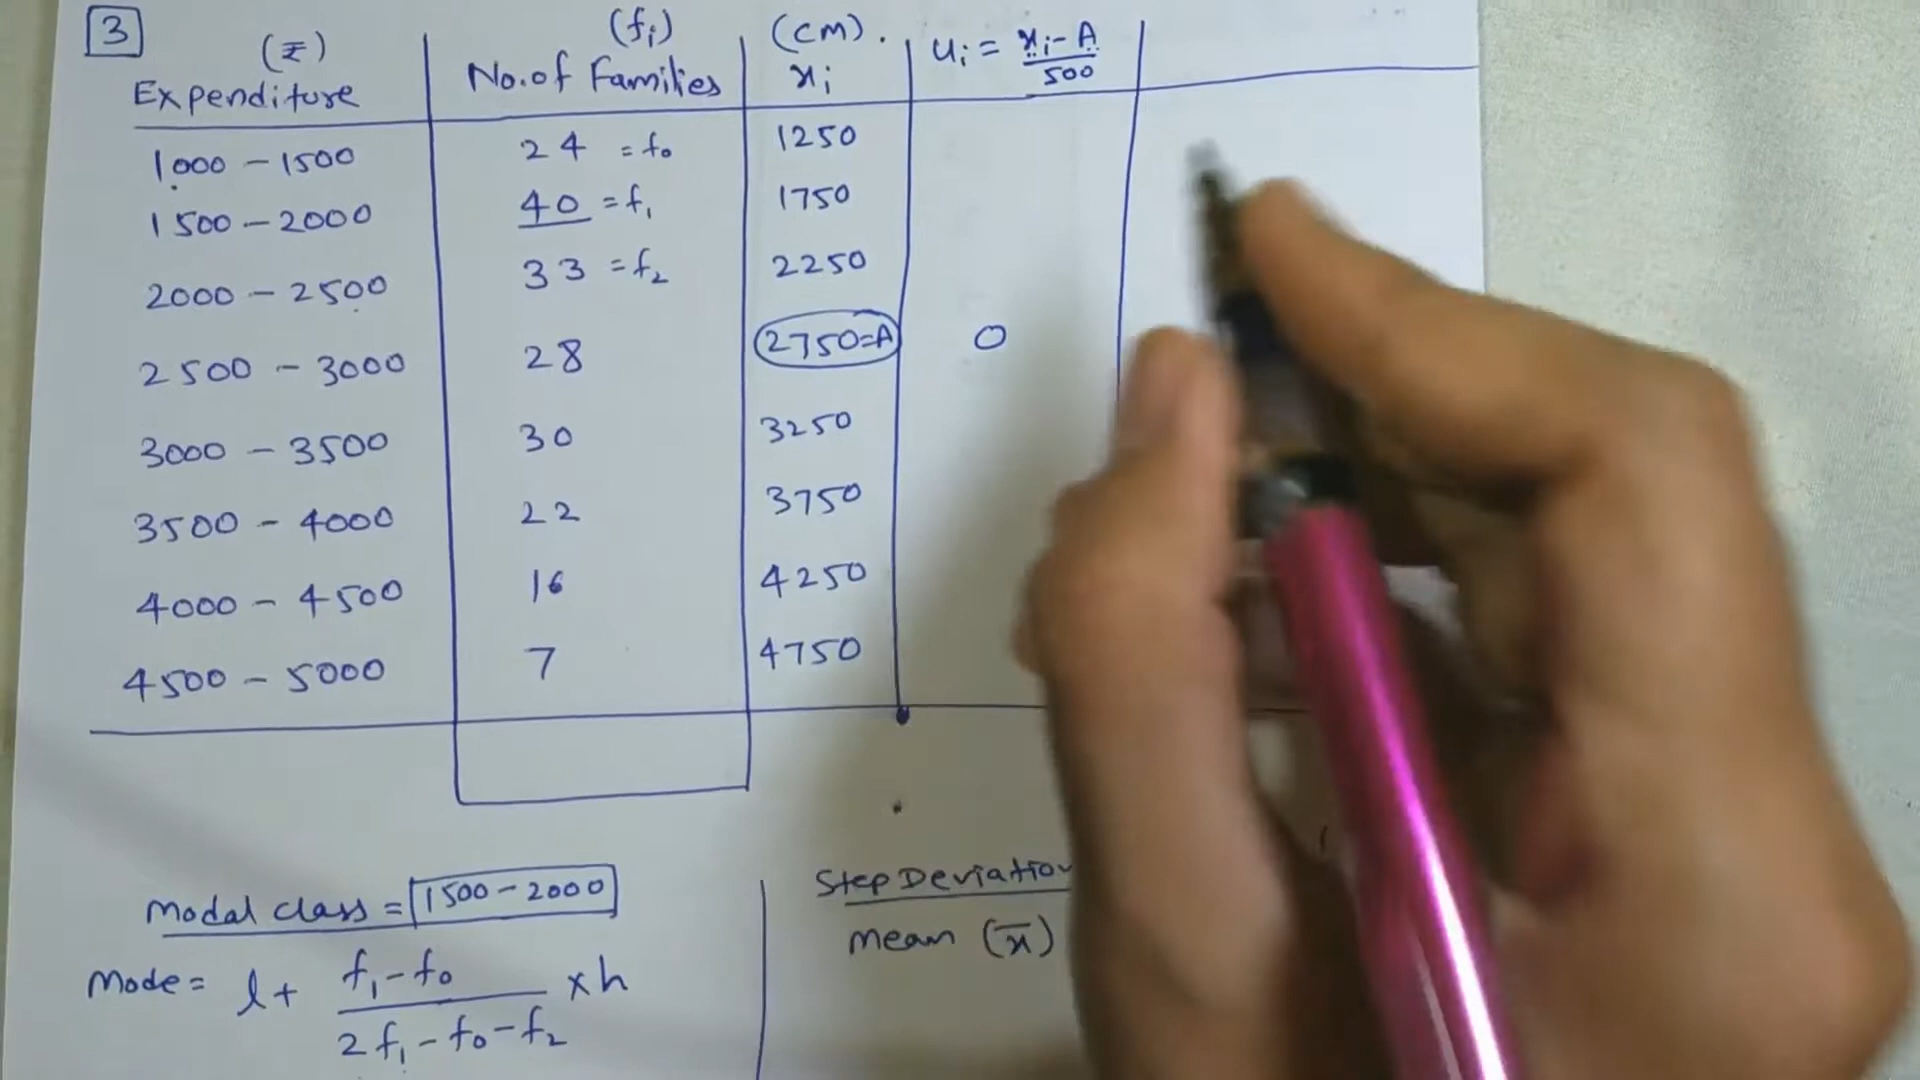 3
(₹) (fi) (cm). ui = xi - A / 500
Expenditure No. of Families xi
1000 - 1500 24 = f0 1250
1500 - 2000 40 = f1 1750
2000 - 2500 33 = f2 2250
2500 - 3000 28 2750=A 0
3000 - 3500 30 3250
3500 - 4000 22 3750
4000 - 4500 16 4250
4500 - 5000 7 4750
Modal class = 1500 - 2000
Mode = l + f1 - f0 / 2f1 - f0 - f2 x h
Step Deviation
mean (x̄)